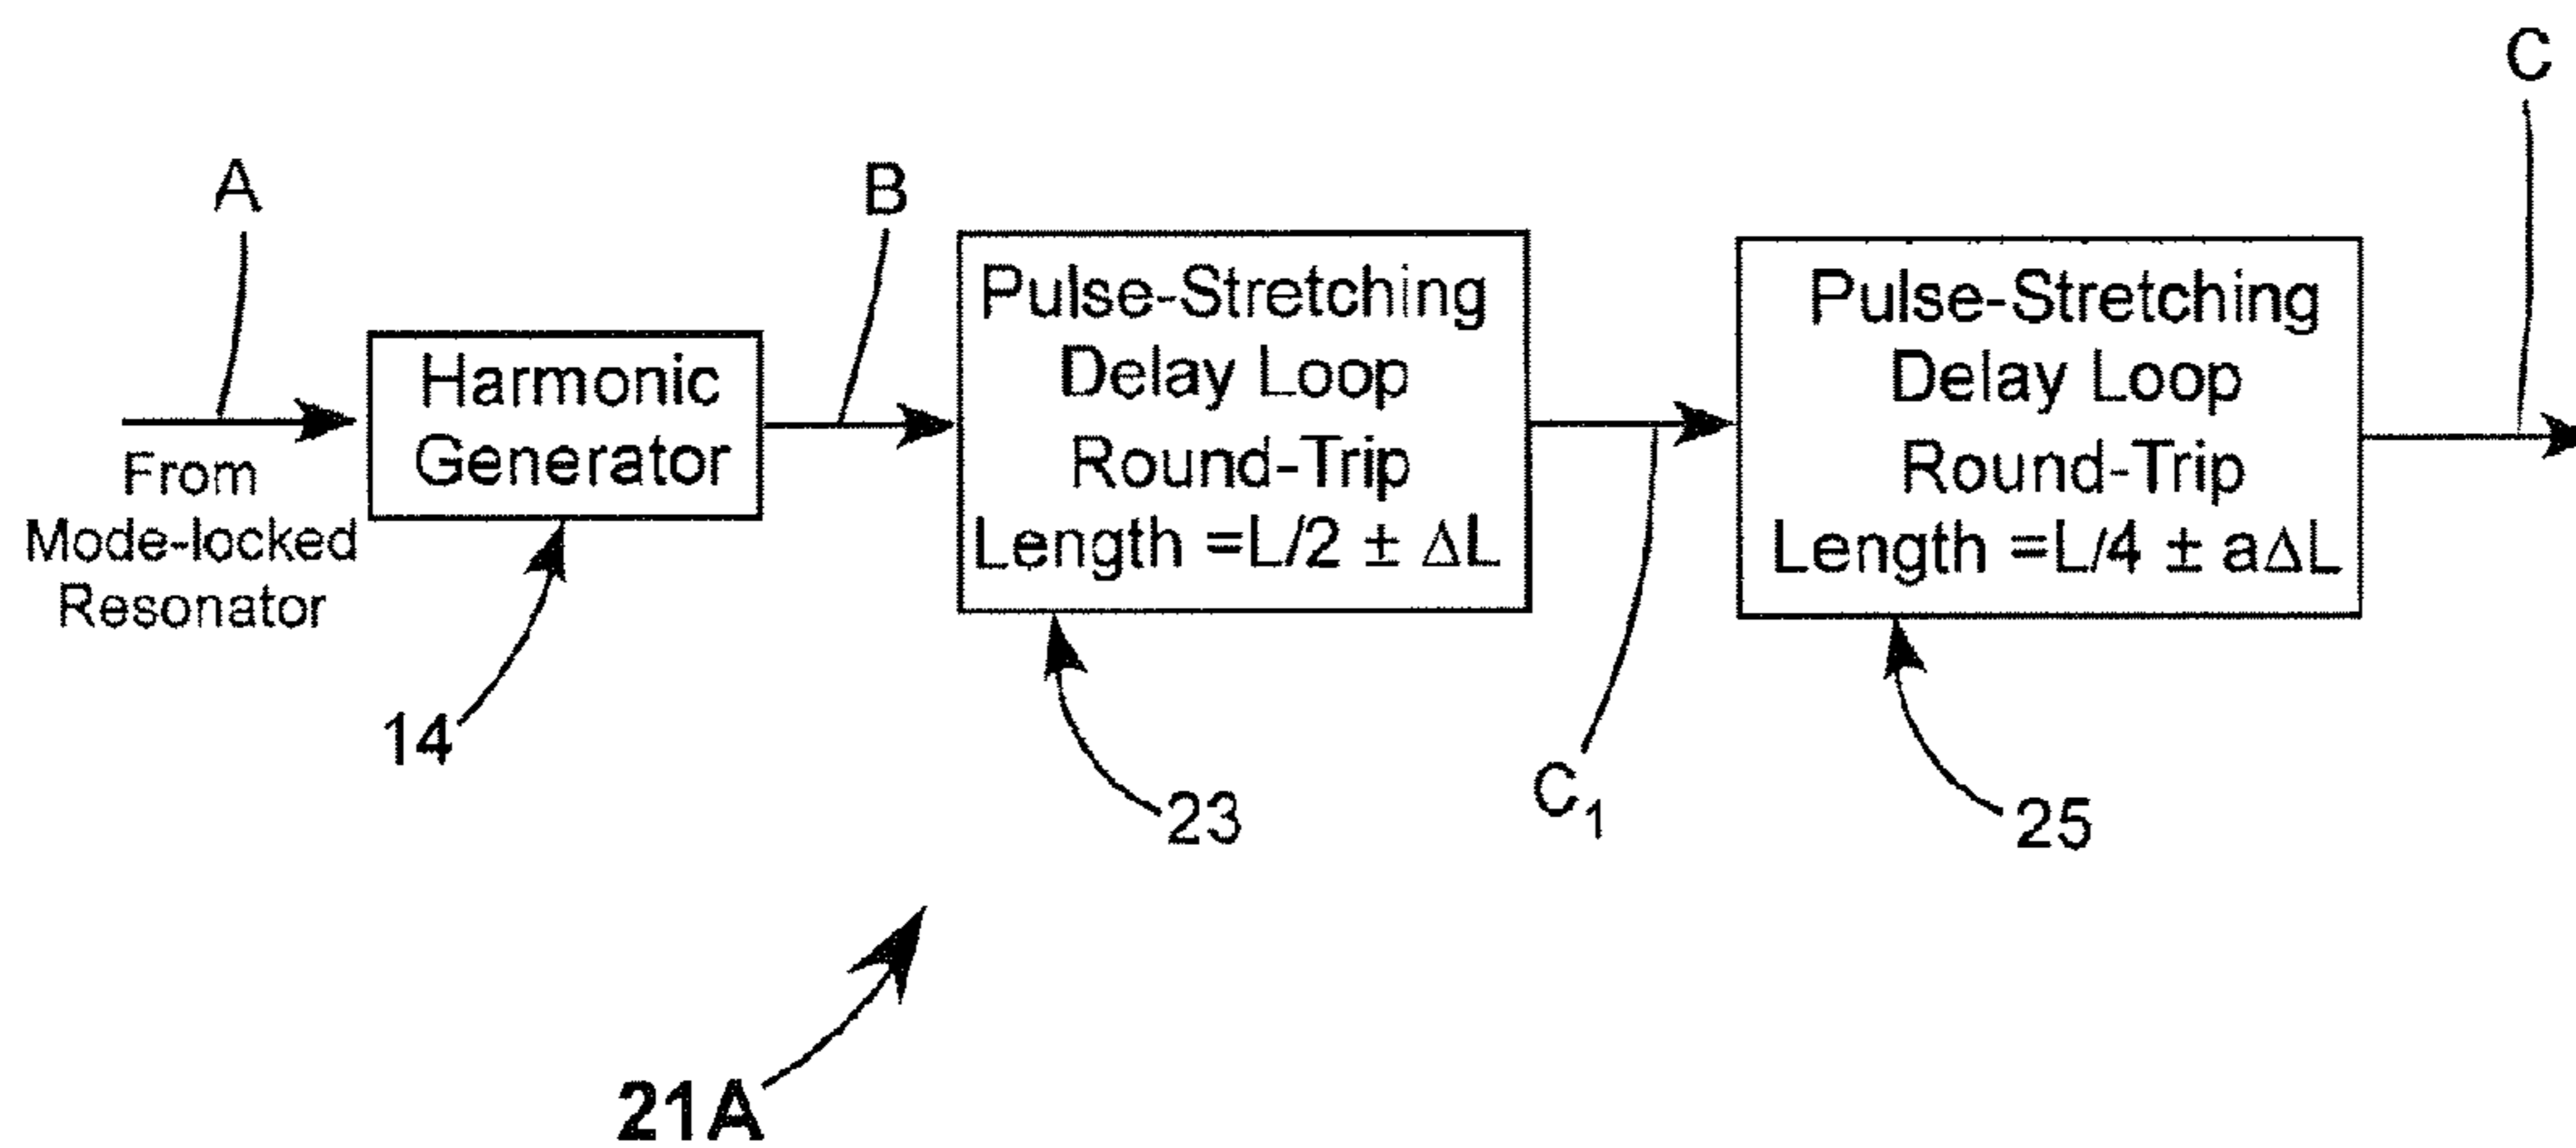 A
From
Mode-locked
Resonator
Harmonic
Generator
14
B
Pulse-Stretching
Delay Loop
Round-Trip
Length =L/2 ± ΔL
23
C₁
Pulse-Stretching
Delay Loop
Round-Trip
Length =L/4 ± aΔL
25
C
21A